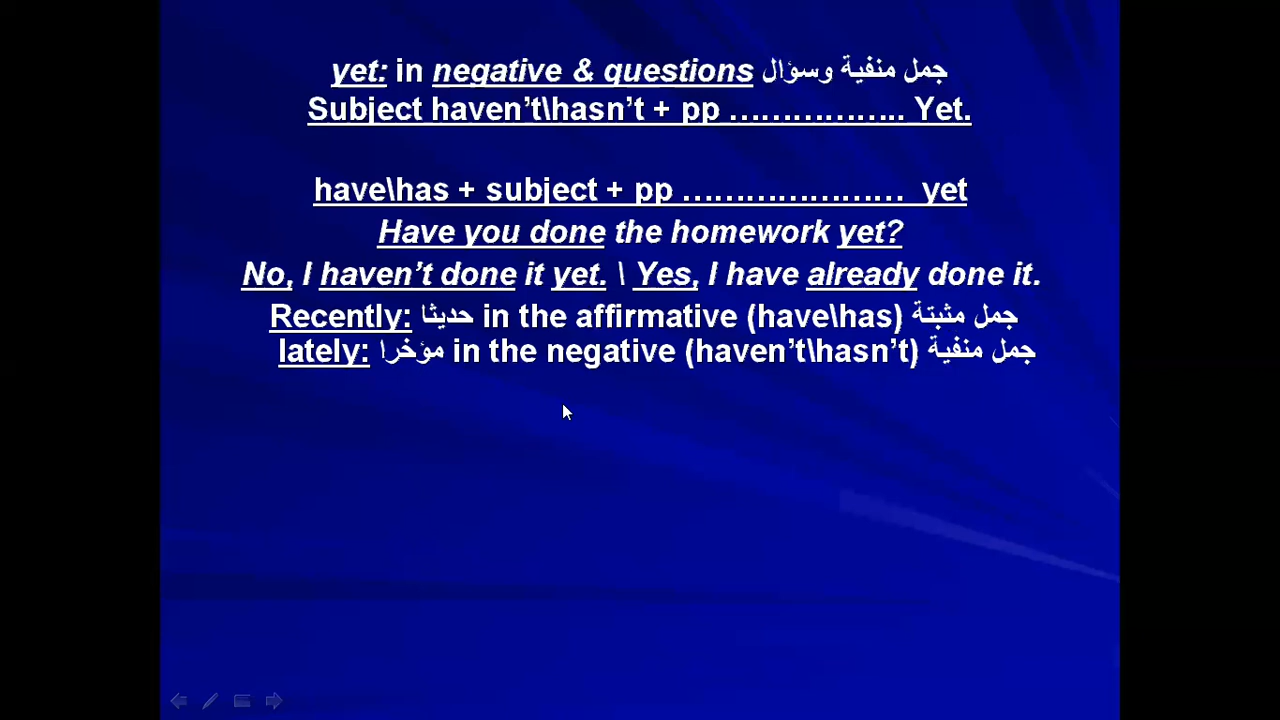 yet: in negative & questions جمل منفية وسؤال
Subject haven’t\hasn’t + pp …………….. Yet.
have\has + subject + pp ………………… yet
Have you done the homework yet?
No, I haven’t done it yet. \ Yes, I have already done it.
Recently: حديثا in the affirmative (have\has) جمل مثبتة
lately: مؤخرا in the negative (haven’t\hasn’t) جمل منفية